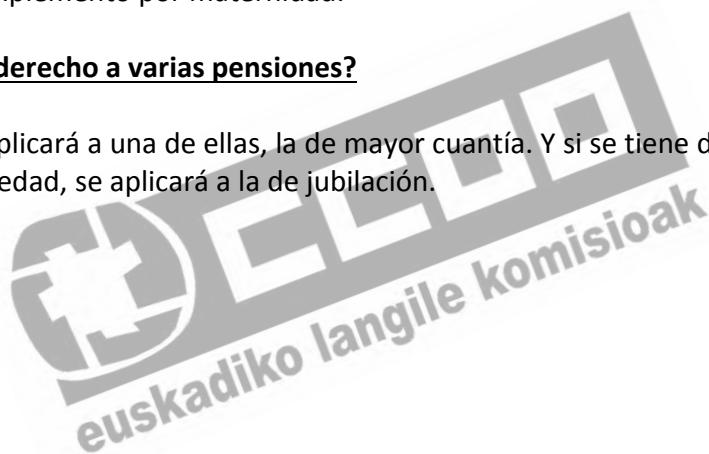 plemento por maternidad.
derecho a varias pensiones?
plicará a una de ellas, la de mayor cuantía. Y si se tiene d
edad, se aplicará a la de jubilación.
CCOO
euskadiko langile komisioak